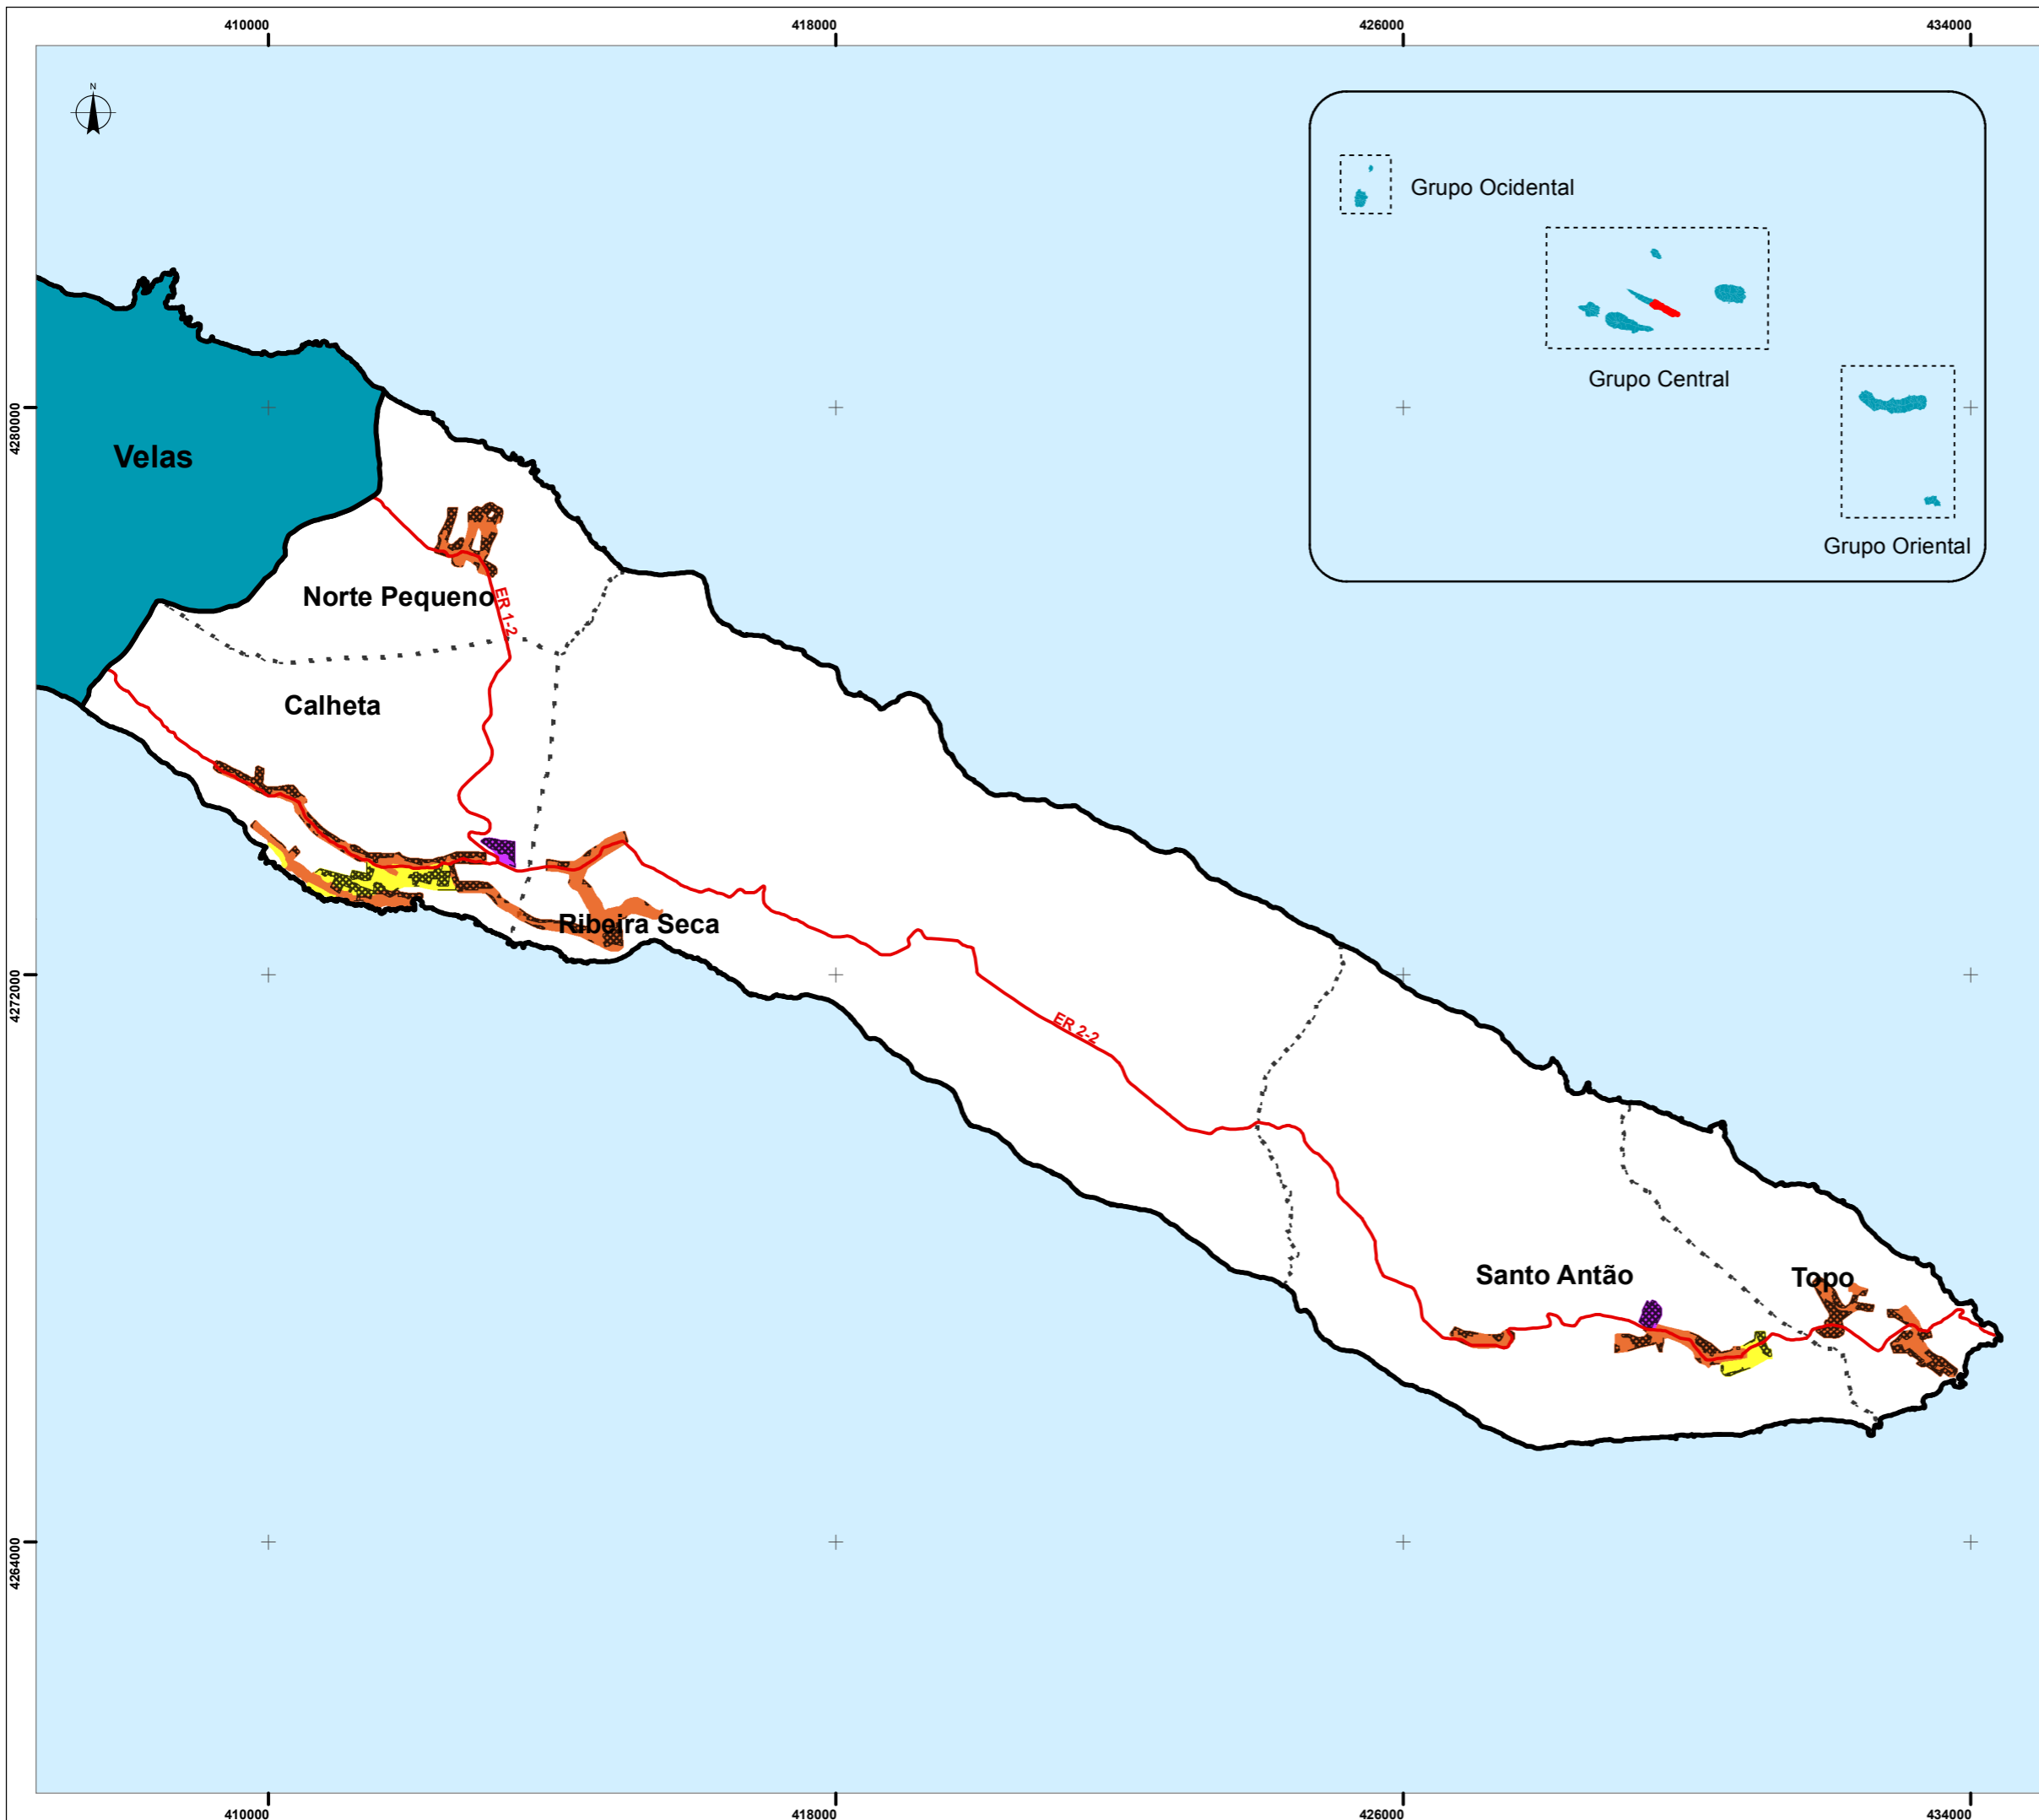 410000
418000
426000
434000
N
Grupo Ocidental
Grupo Central
Grupo Oriental
4280000
Velas
Norte Pequeno
ER 1-2
Calheta
Ribeira Seca
4272000
ER 2-2
Santo Antão
Topo
4264000
410000
418000
426000
434000